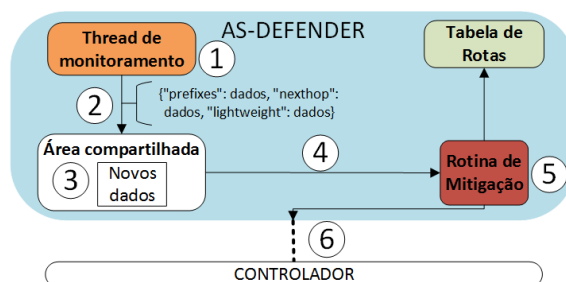 AS-DEFENDER
Thread de
monitoramento
1
Tabela de
Rotas
2
{"prefixes": dados, "nexthop":
dados, "lightweight": dados}
Área compartilhada
3
Novos
dados
4
Rotina de
Mitigação
5
6
CONTROLADOR